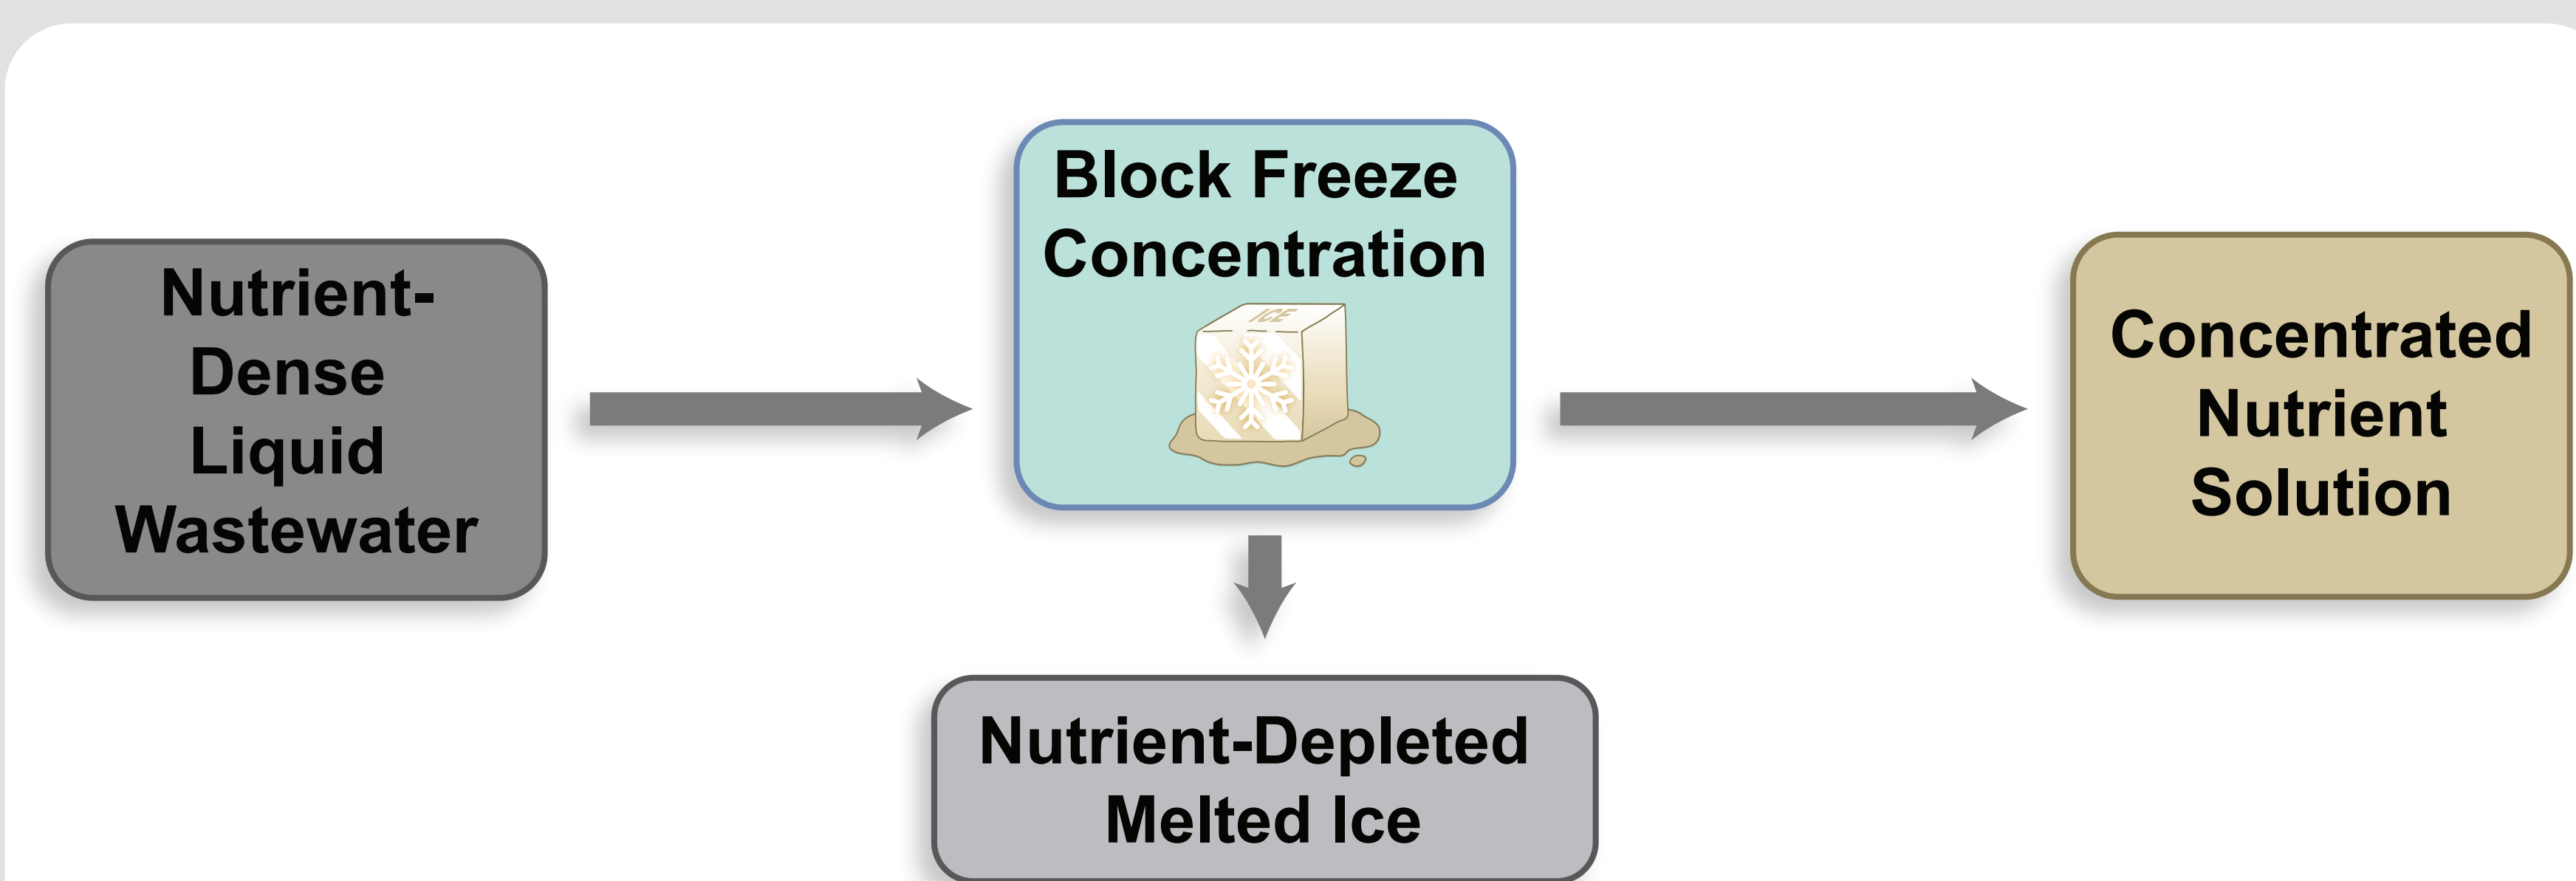 Nutrient-
Dense
Liquid
Wastewater
Block Freeze
Concentration
ICE
Concentrated
Nutrient
Solution
Nutrient-Depleted
Melted Ice